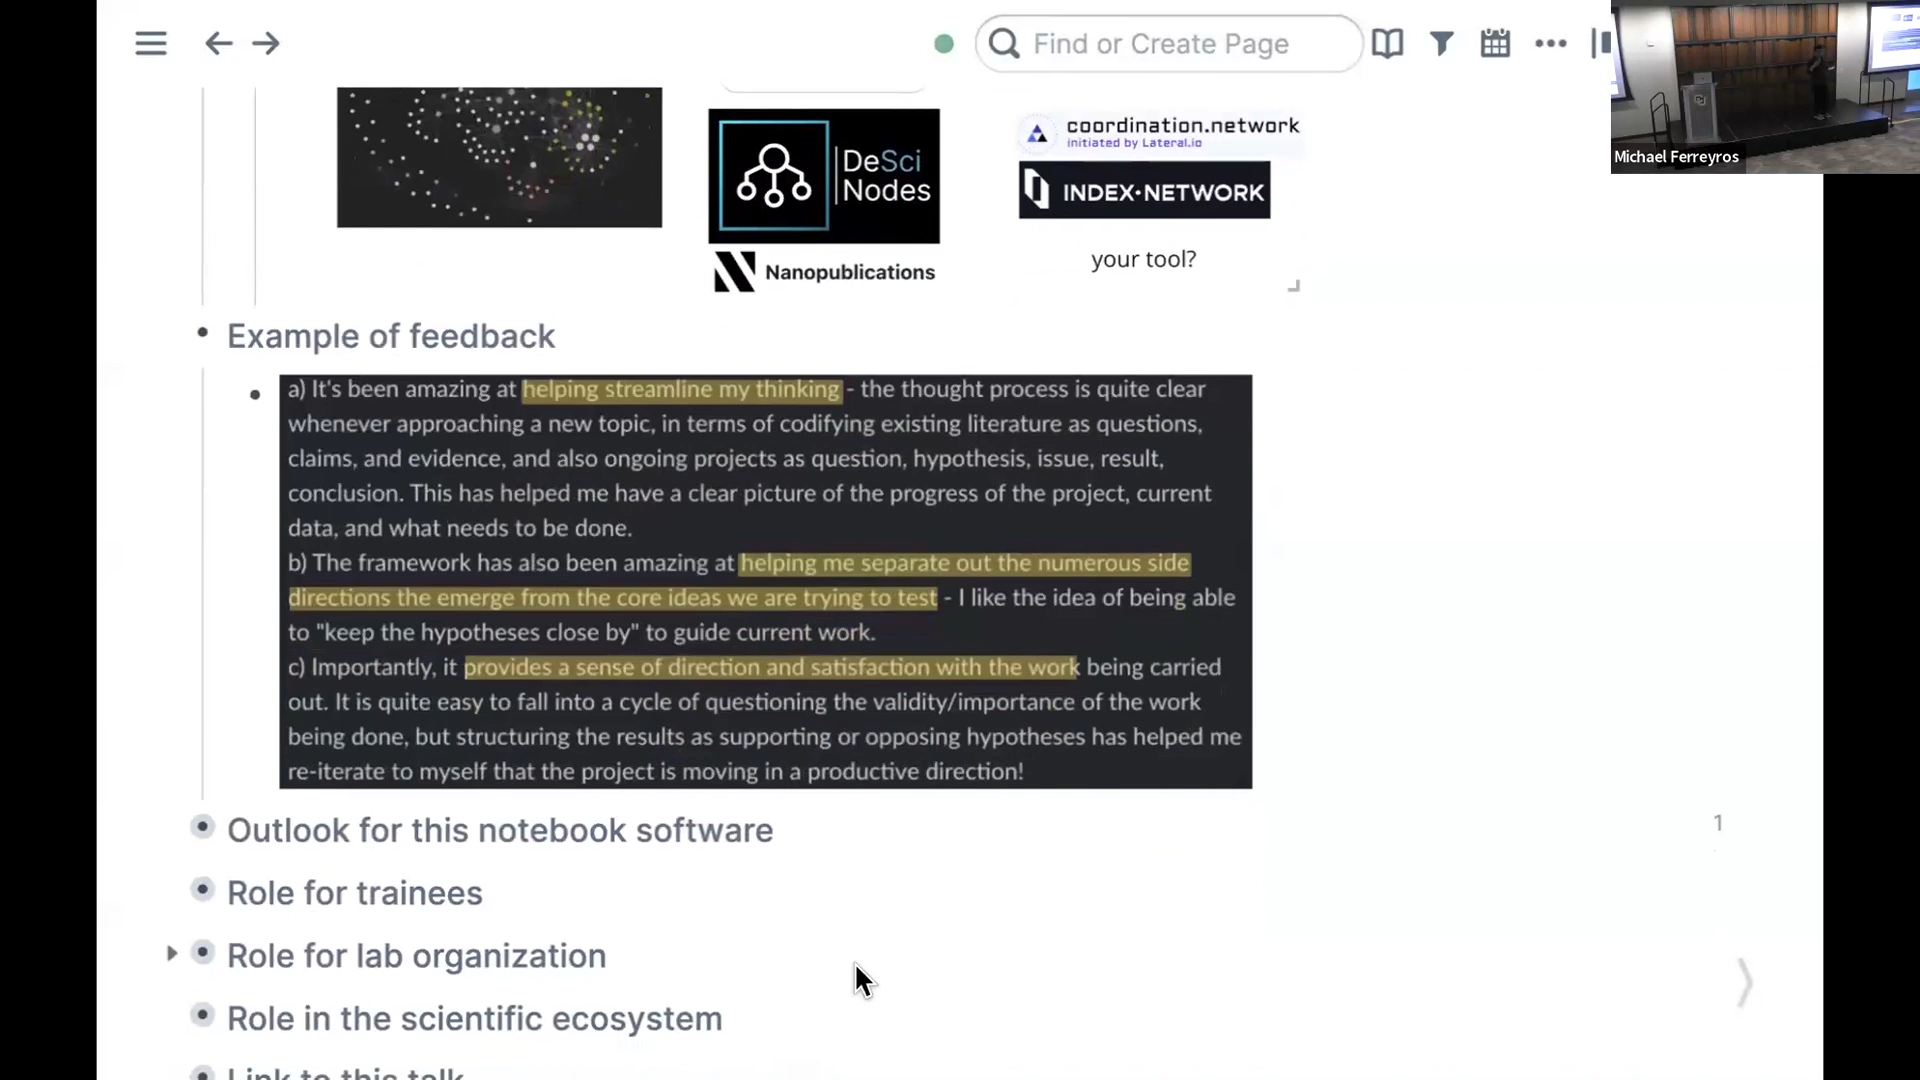 Find or Create Page
Michael Ferreyros
DeSci
Nodes
Nanopublications
coordination.network
initiated by Lateral.io
INDEX·NETWORK
your tool?
Example of feedback
a) It's been amazing at helping streamline my thinking - the thought process is quite clear
whenever approaching a new topic, in terms of codifying existing literature as questions,
claims, and evidence, and also ongoing projects as question, hypothesis, issue, result,
conclusion. This has helped me have a clear picture of the progress of the project, current
data, and what needs to be done.
b) The framework has also been amazing at helping me separate out the numerous side
directions the emerge from the core ideas we are trying to test - I like the idea of being able
to "keep the hypotheses close by" to guide current work.
c) Importantly, it provides a sense of direction and satisfaction with the work being carried
out. It is quite easy to fall into a cycle of questioning the validity/importance of the work
being done, but structuring the results as supporting or opposing hypotheses has helped me
re-iterate to myself that the project is moving in a productive direction!
Outlook for this notebook software
1
Role for trainees
Role for lab organization
Role in the scientific ecosystem
Link to this talk